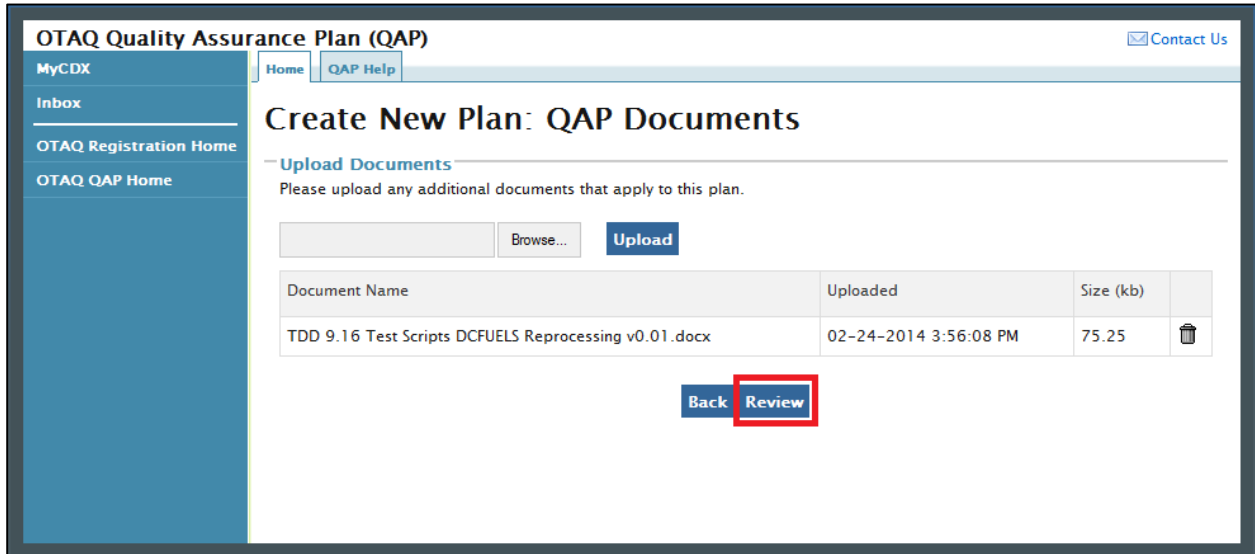 OTAQ Quality Assurance Plan (QAP)
Contact Us
MyCDX
Home QAP Help
Inbox
Create New Plan: QAP Documents
OTAQ Registration Home
Upload Documents
OTAQ QAP Home
Please upload any additional documents that apply to this plan.
Browse... Upload
Document Name Uploaded Size (kb)
TDD 9.16 Test Scripts DCFUELS Reprocessing v0.01.docx 02-24-2014 3:56:08 PM 75.25
Back Review